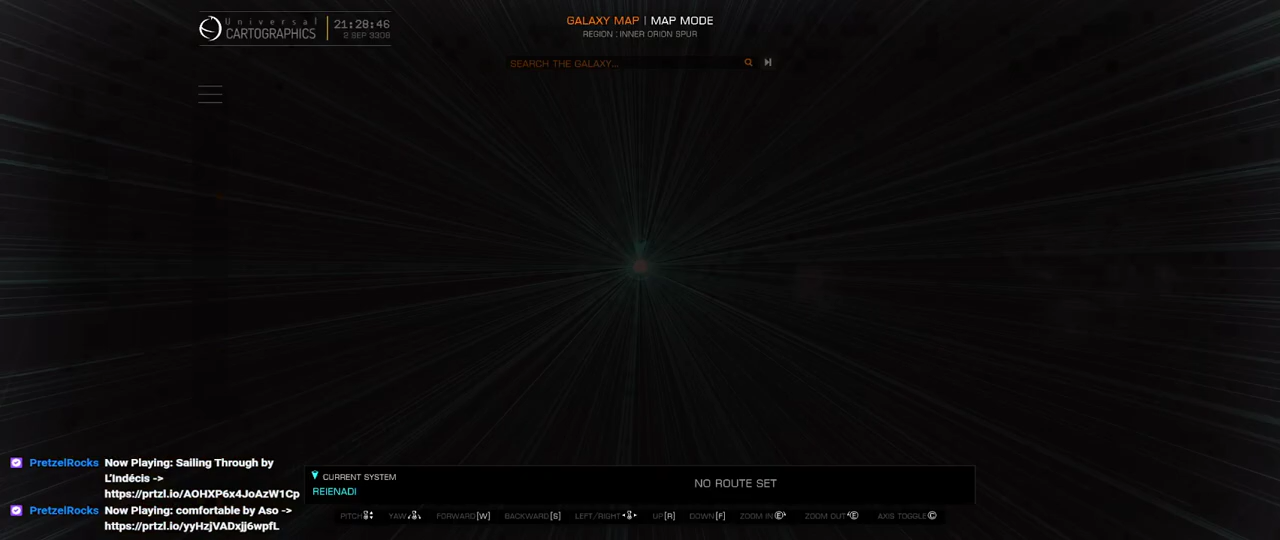 Universal
CARTOGRAPHICS
21:28:46
2 SEP 3308
GALAXY MAP | MAP MODE
REGION : INNER ORION SPUR
SEARCH THE GALAXY...
PretzelRocks Now Playing: Sailing Through by
L'Indécis ->
https://prtzl.io/AOHXP6x4JoAzW1Cp
PretzelRocks Now Playing: comfortable by Aso ->
https://prtzl.io/yyHzjVADxjj6wpfL
CURRENT SYSTEM
REIENADI
NO ROUTE SET
PITCH YAW FORWARD[W] BACKWARD[S] LEFT/RIGHT UP[R] DOWN[F] ZOOM IN ZOOM OUT AXIS TOGGLE